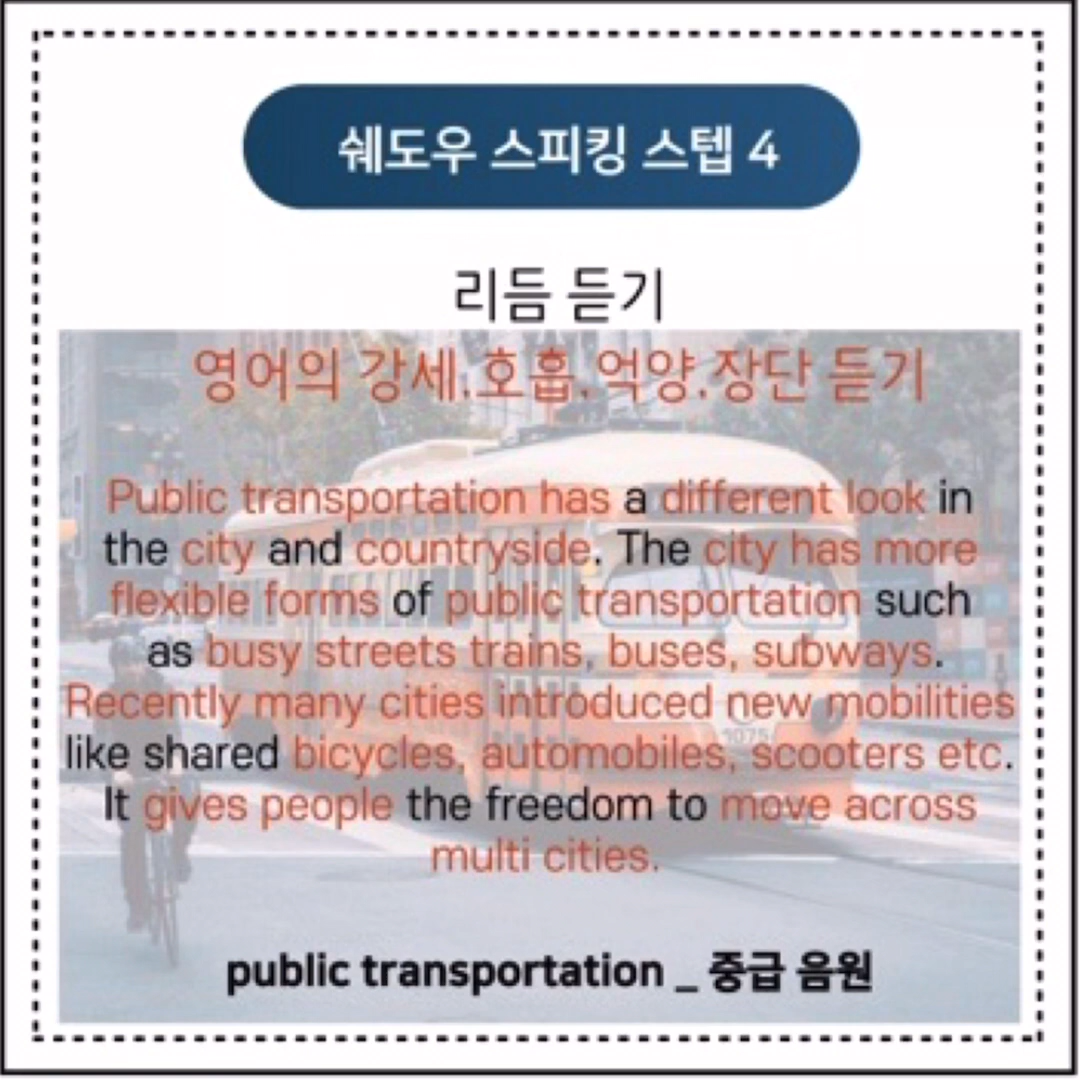 쉐도우 스피킹 스텝 4
리듬 듣기
영어의 강세,호흡,억양,장단 듣기
Public transportation has a different look in
the city and countryside. The city has more
flexible forms of public transportation such
as busy streets trains, buses, subways.
Recently many cities introduced new mobilities
like shared bicycles, automobiles, scooters etc.
It gives people the freedom to move across
multi cities.
public transportation _ 중급 음원